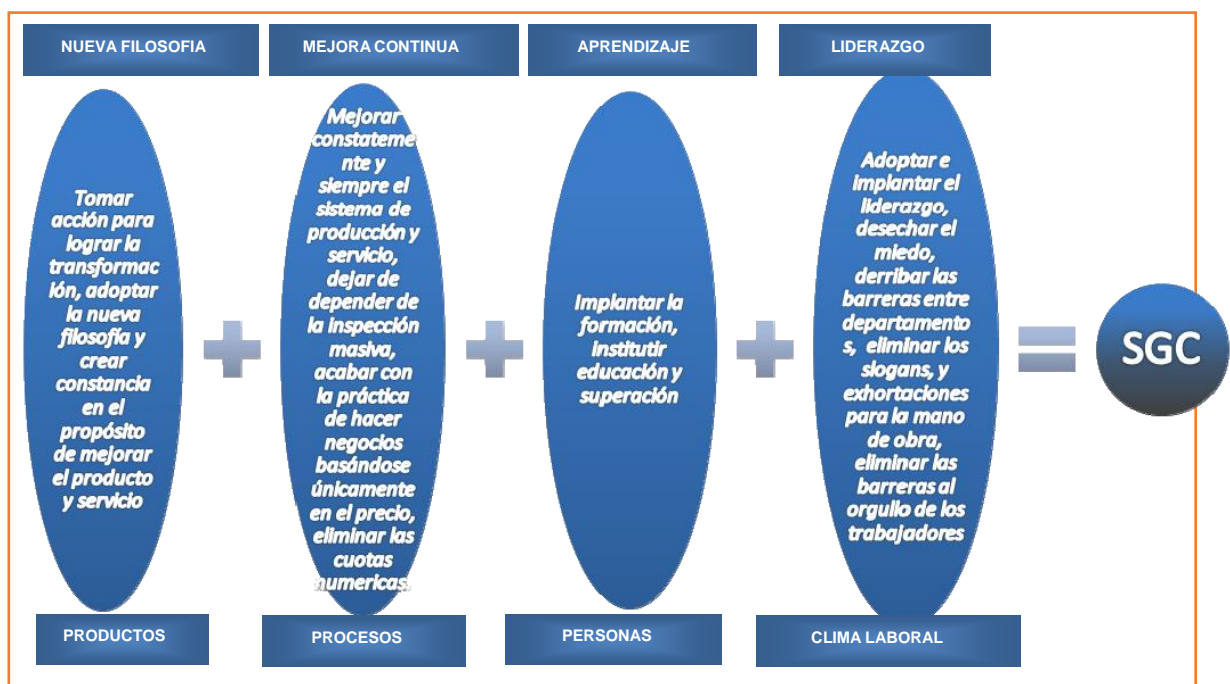 NUEVA FILOSOFIA
MEJORA CONTINUA
APRENDIZAJE
LIDERAZGO
Tomar
acción para
lograr la
transformac
ión, adoptar
la nueva
filosofía y
crear
constancia
en el
propósito
de mejorar
el producto
y servicio
Mejorar
constateme
nte y
siempre el
sistema de
producción y
servicio,
dejar de
depender de
la inspección
masiva,
acabar con
la práctica
de hacer
negocios
basándose
únicamente
en el precio,
eliminar las
cuotas
numericas.
Implantar la
formación,
institutir
educación y
superación
Adoptar e
implantar el
liderazgo,
desechar el
miedo,
derribar las
barreras entre
departamento
s, eliminar los
slogans, y
exhortaciones
para la mano
de obra,
eliminar las
barreras al
orgullo de los
trabajadores
SGC
PRODUCTOS
PROCESOS
PERSONAS
CLIMA LABORAL